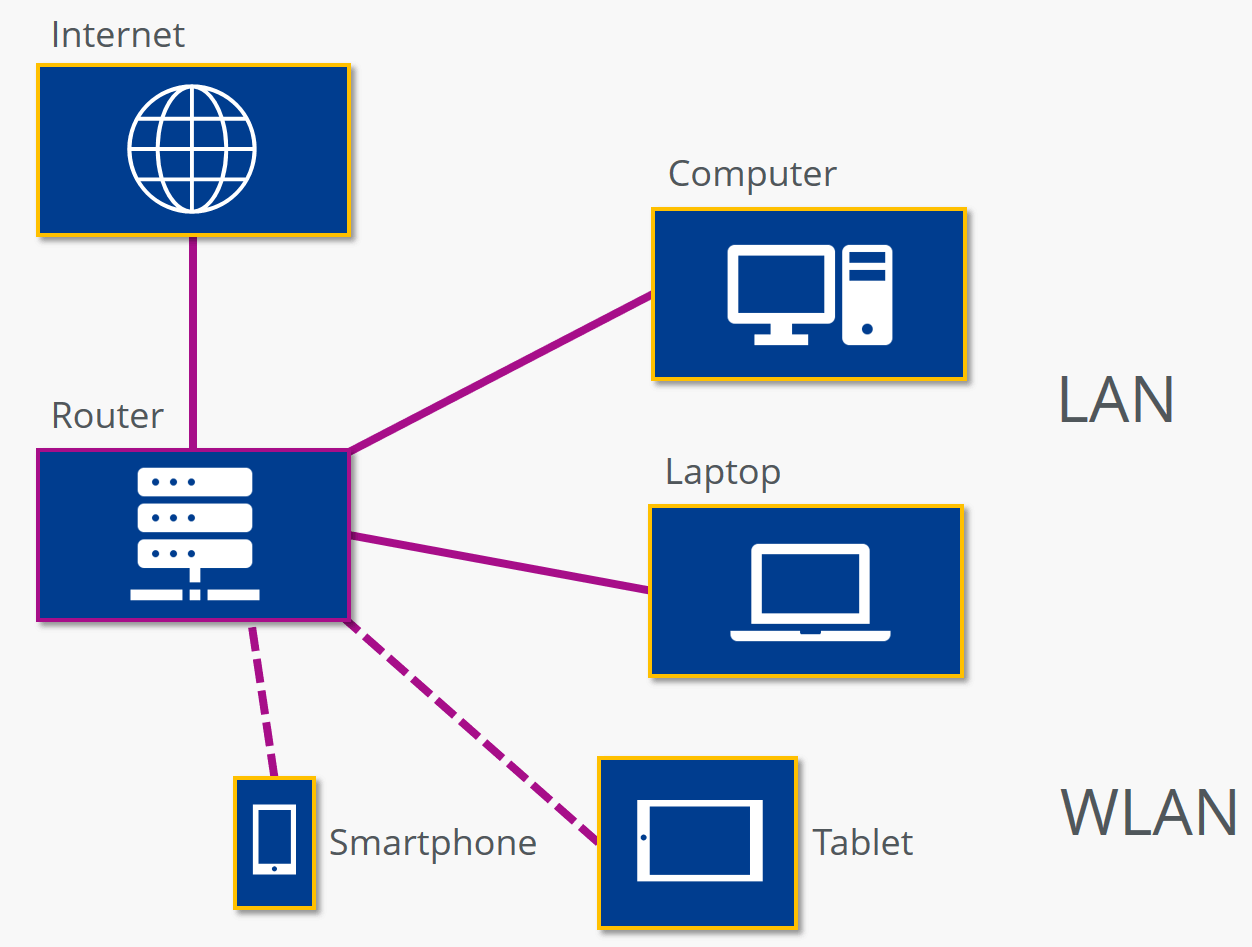 Internet
Computer
LAN
Router
Laptop
WLAN
Smartphone
Tablet